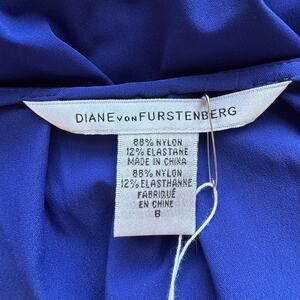 DIANE VON FURSTENBERG
88% NYLON
12% ELASTANE
MADE IN CHINA
88% NYLON
12% ELASTHANNE
FABRIQUÉ
EN CHINE
8